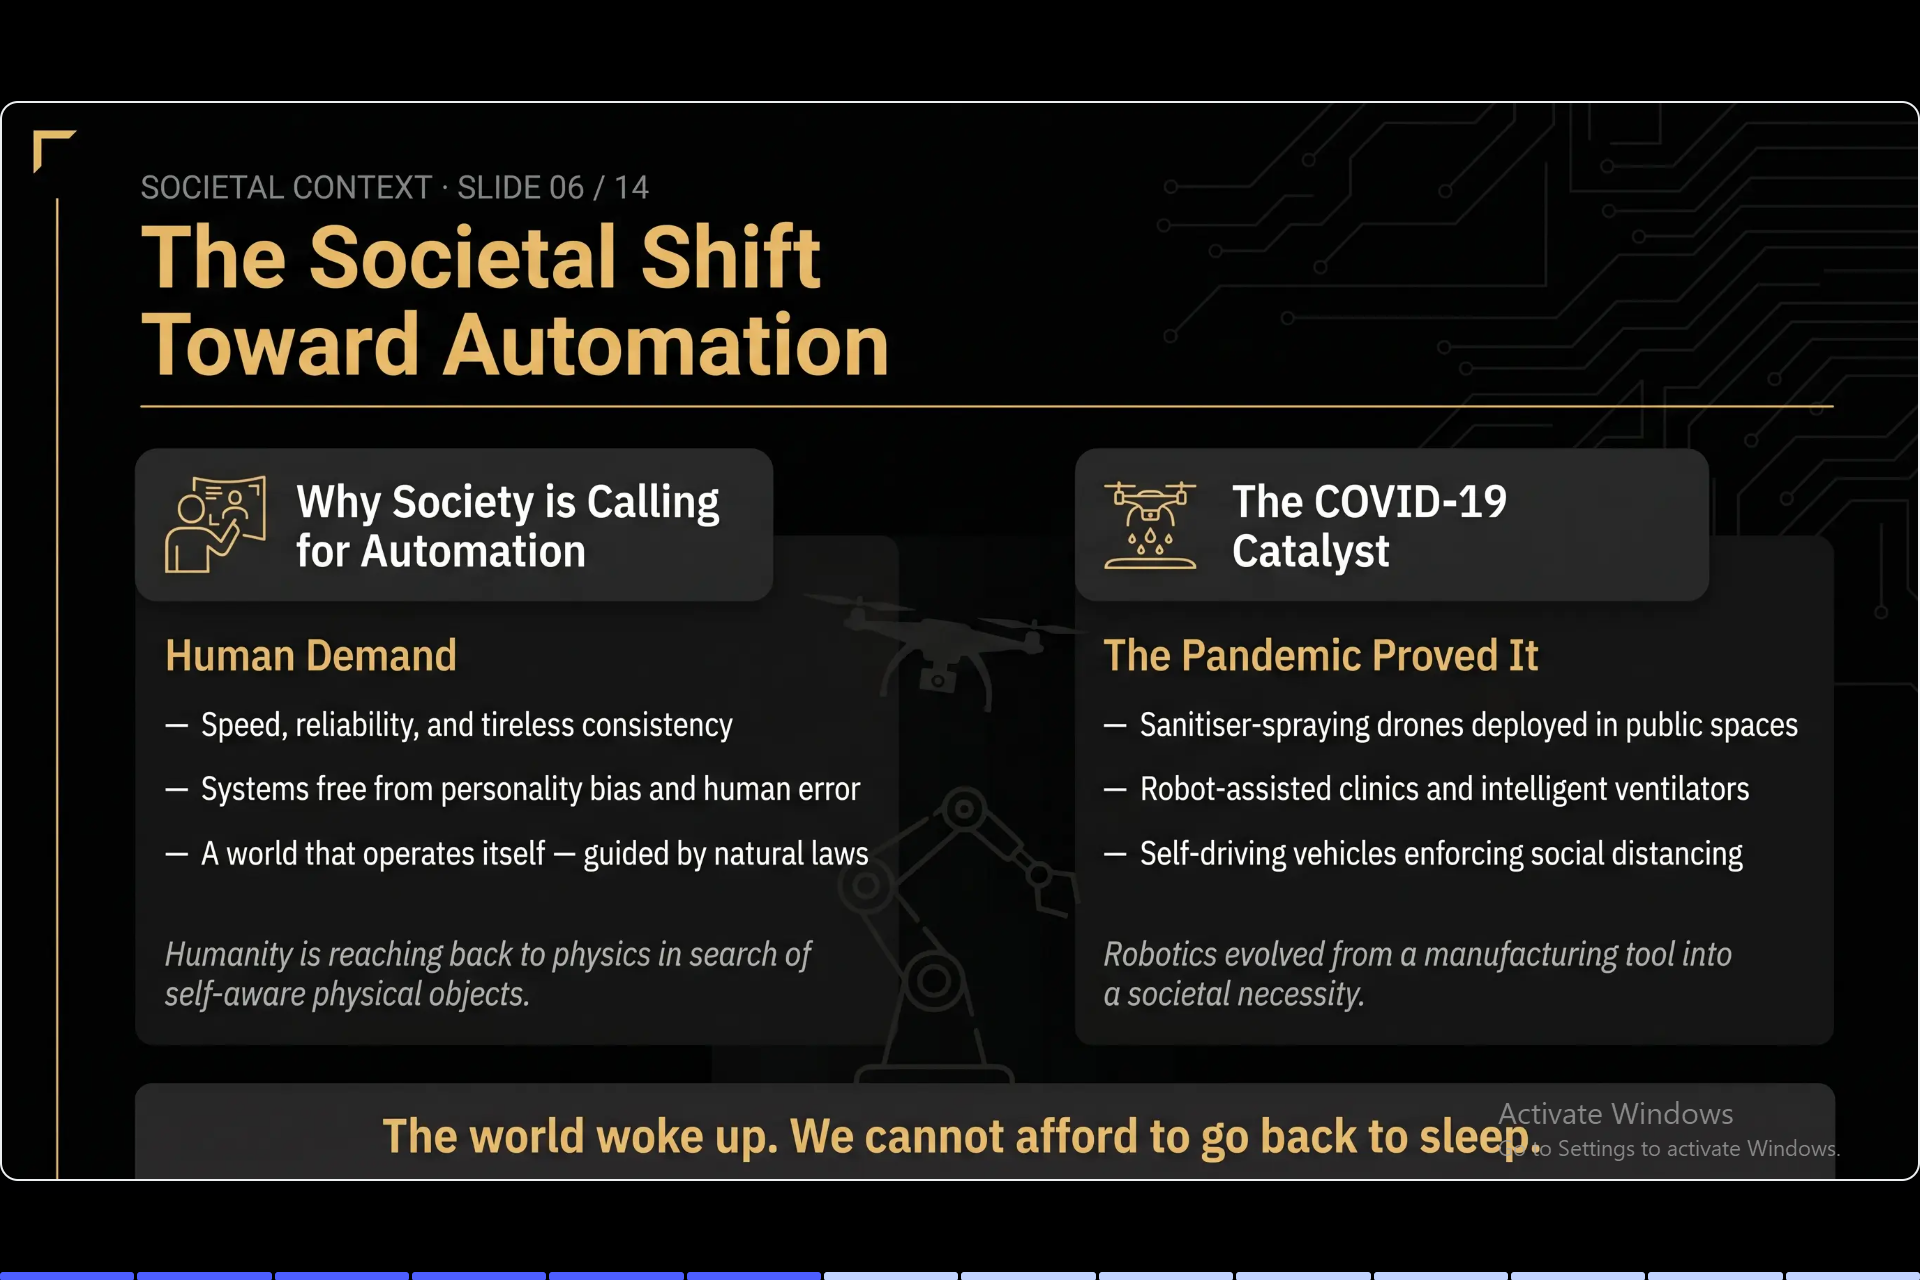 SOCIETAL CONTEXT · SLIDE 06 / 14
The Societal Shift
Toward Automation
Why Society is Calling
for Automation
Human Demand
— Speed, reliability, and tireless consistency
— Systems free from personality bias and human error
— A world that operates itself — guided by natural laws
Humanity is reaching back to physics in search of
self-aware physical objects.
The COVID-19
Catalyst
The Pandemic Proved It
— Sanitiser-spraying drones deployed in public spaces
— Robot-assisted clinics and intelligent ventilators
— Self-driving vehicles enforcing social distancing
Robotics evolved from a manufacturing tool into
a societal necessity.
The world woke up. We cannot afford to go back to sleep.
Activate Windows
Go to Settings to activate Windows.